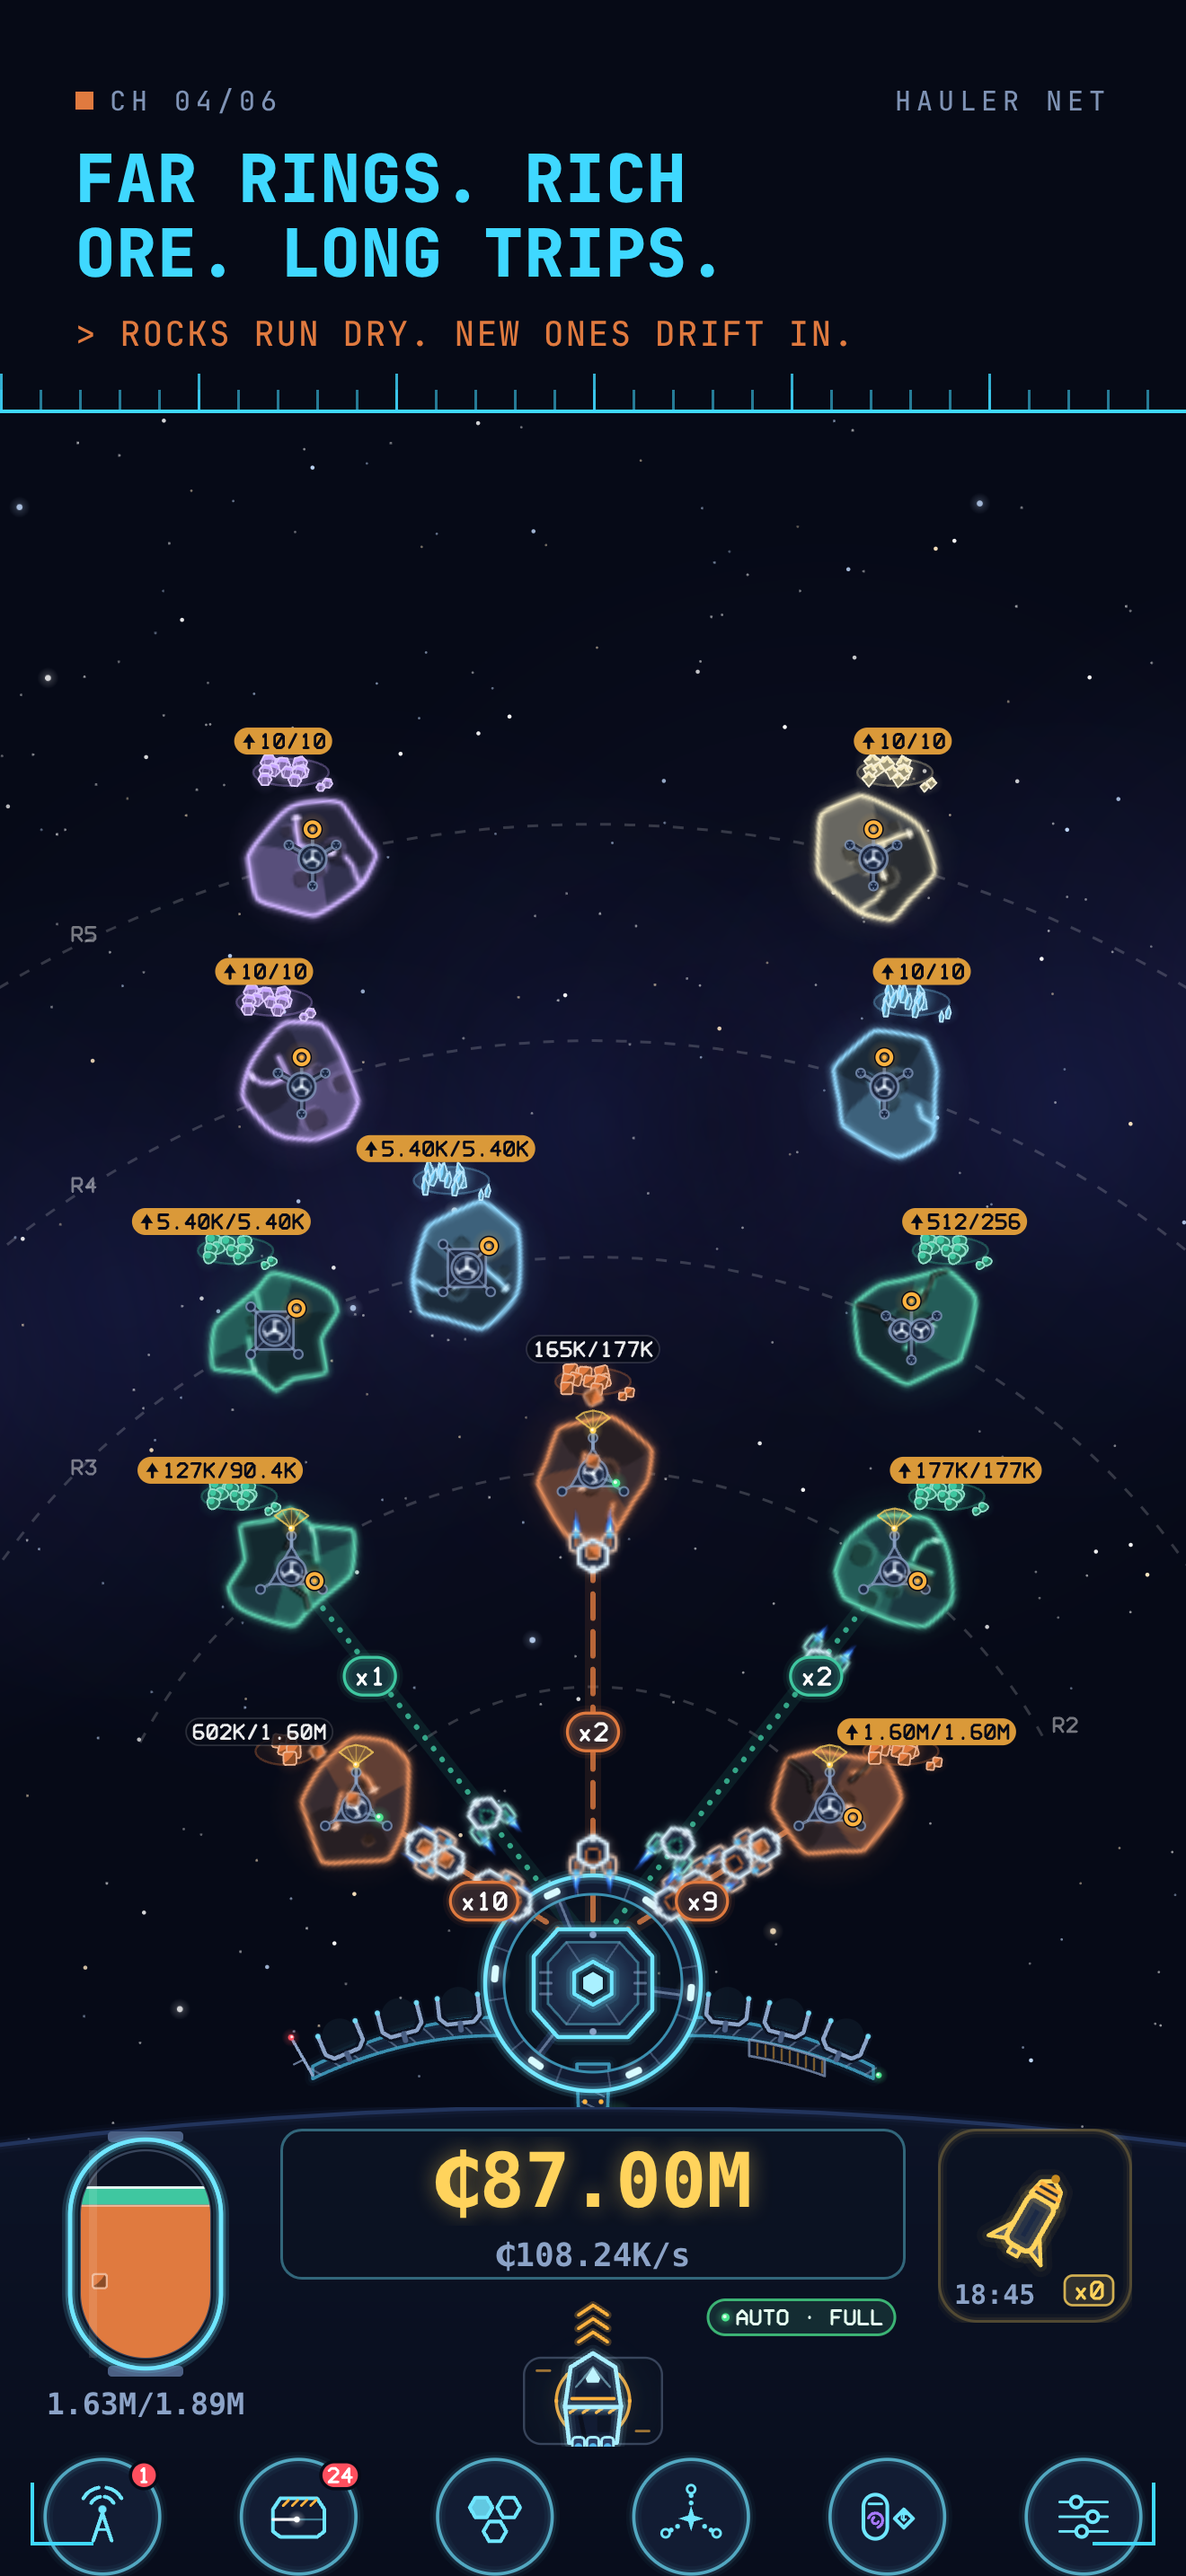 CH 04/06
HAULER NET
FAR RINGS. RICH
ORE. LONG TRIPS.
> ROCKS RUN DRY. NEW ONES DRIFT IN.
10/10
10/10
R5
10/10
10/10
5.40K/5.40K
R4
5.40K/5.40K
512/256
165K/177K
R3
127K/90.4K
177K/177K
x1
x2
x2
R2
602K/1.60M
1.60M/1.60M
x10
x9
₵87.00M
₵108.24K/s
18:45
x0
AUTO · FULL
1.63M/1.89M
1
24